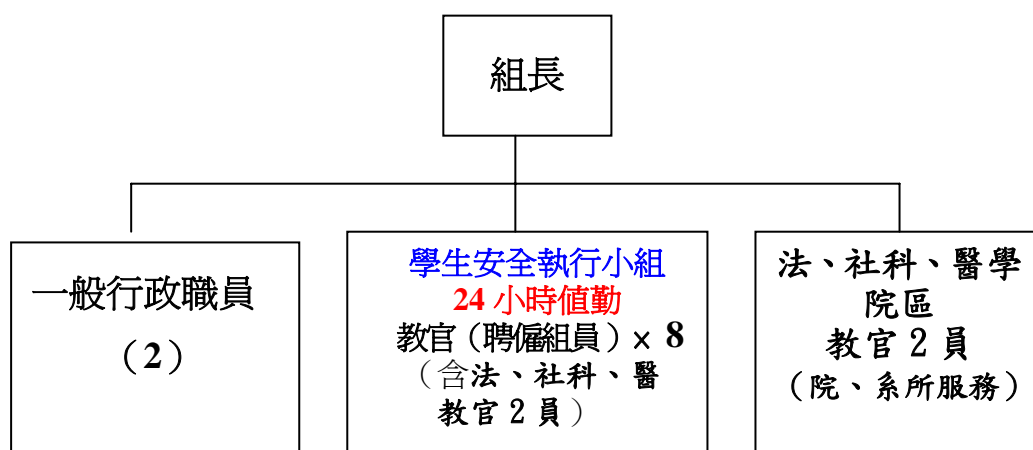 組長
一般行政職員
（2）
學生安全執行小組
24 小時值勤
教官（聘僱組員）× 8
（含法、社科、醫
教官 2 員）
法、社科、醫學
院區
教官 2 員
（院、系所服務）